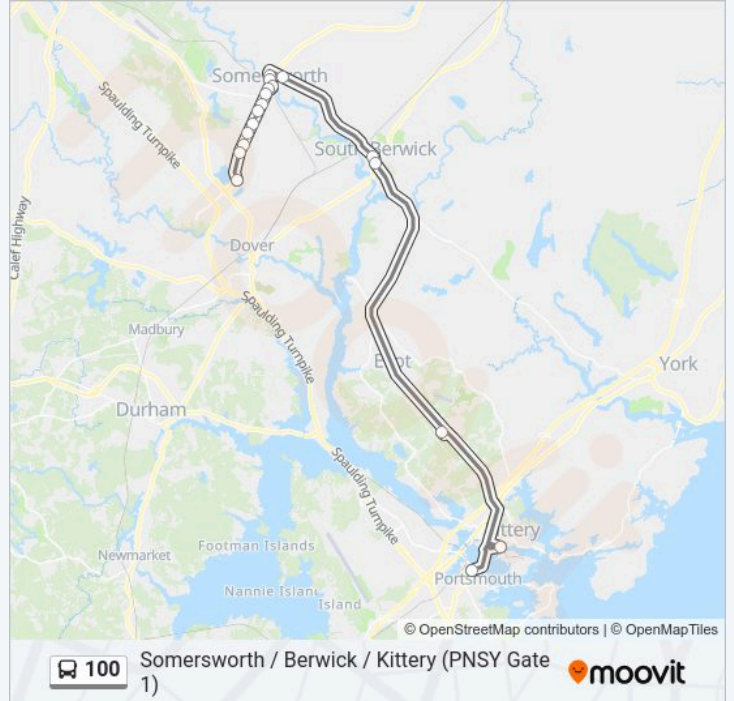 Somersworth
Spaulding Turnpike
South Berwick
Calef Highway
Dover
Spaulding Turnpike
Madbury
Eliot
York
Durham
Spaulding Turnpike
Kittery
Footman Islands
Newmarket
Portsmouth
Nannie Island
Island
© OpenStreetMap contributors | © OpenMapTiles
100
Somersworth / Berwick / Kittery (PNSY Gate
1)
moovit